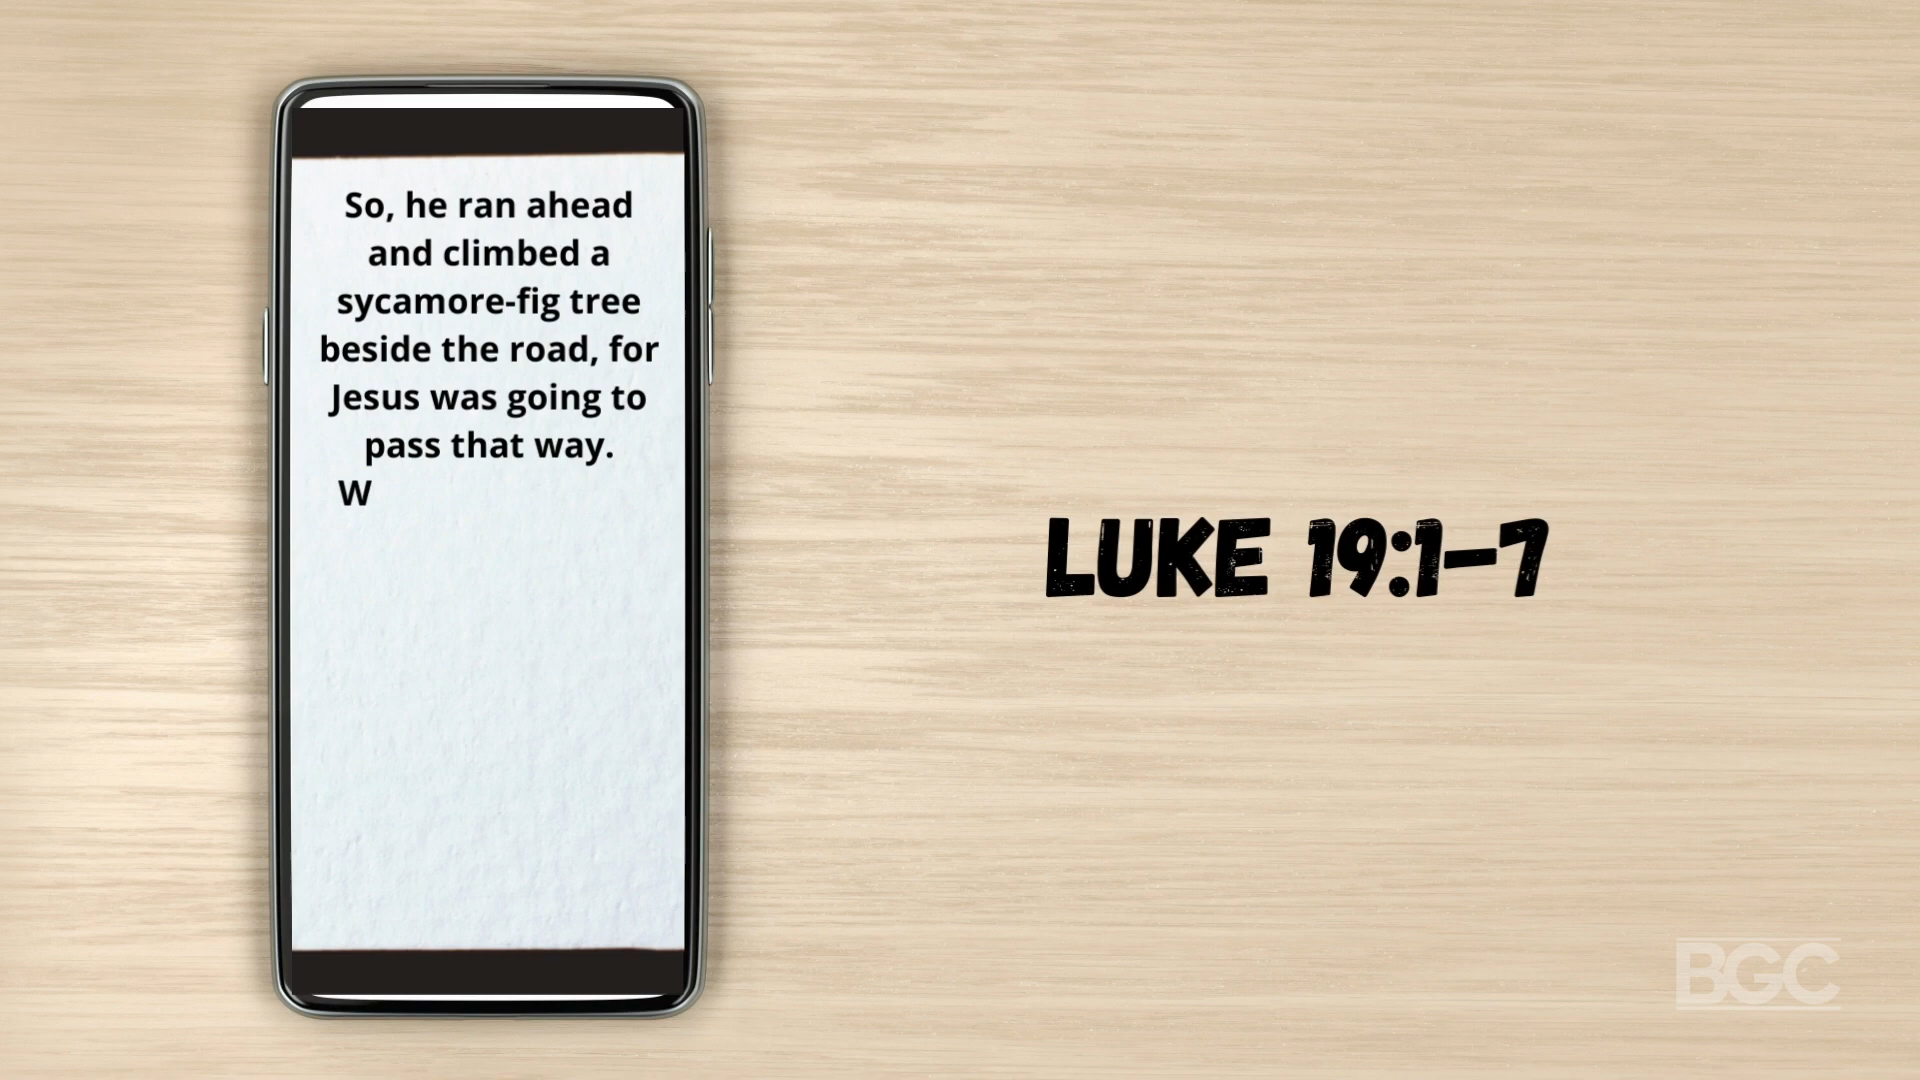 So, he ran ahead
and climbed a
sycamore-fig tree
beside the road, for
Jesus was going to
pass that way.
W
LUKE 19:1–7
BGC